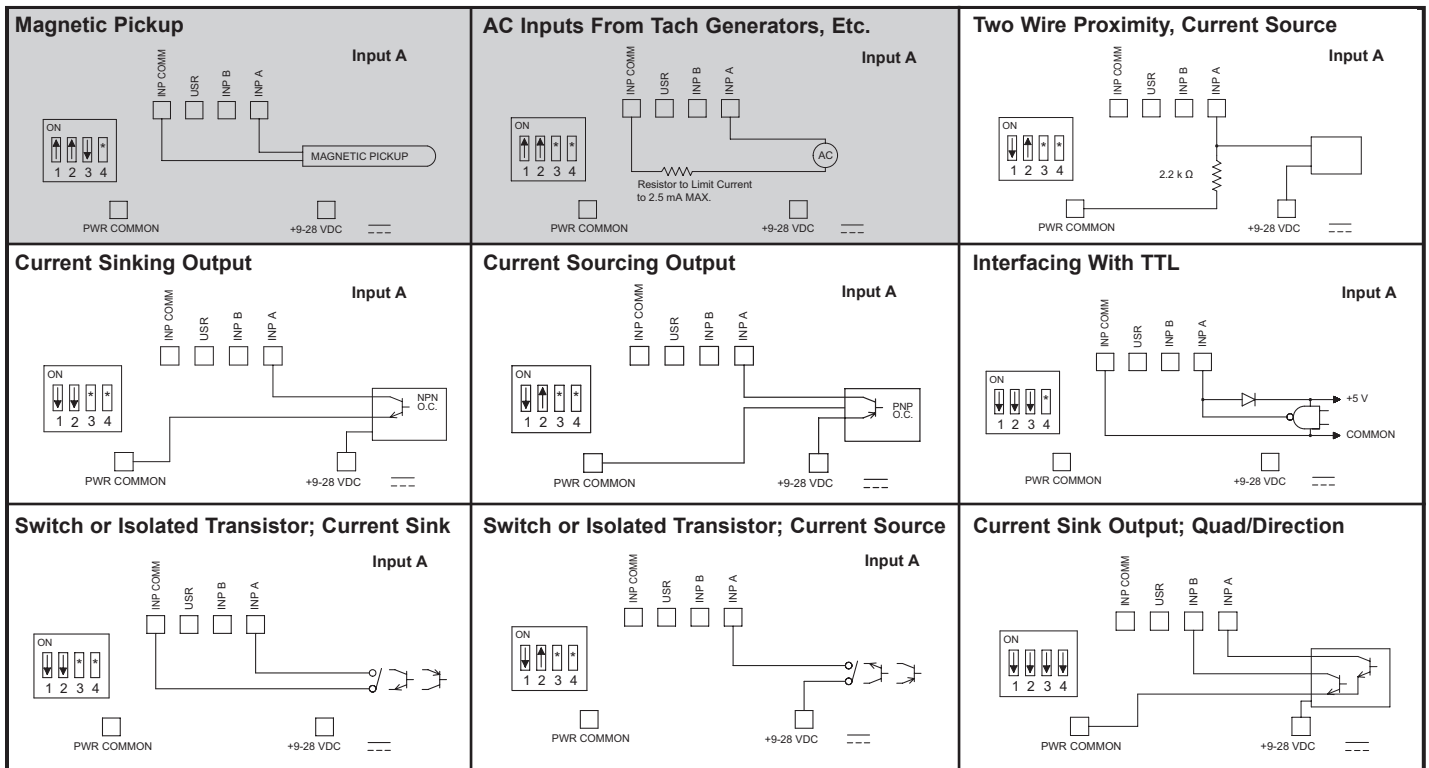 Magnetic Pickup
Input A
INP COMM
USR
INP B
INP A
ON
* 
1 2 3 4
MAGNETIC PICKUP
PWR COMMON
+9-28 VDC
AC Inputs From Tach Generators, Etc.
Input A
INP COMM
USR
INP B
INP A
ON
* *
1 2 3 4
AC
Resistor to Limit Current
to 2.5 mA MAX.
PWR COMMON
+9-28 VDC
Two Wire Proximity, Current Source
Input A
INP COMM
USR
INP B
INP A
ON
* *
1 2 3 4
2.2 k Ω
PWR COMMON
+9-28 VDC
Current Sinking Output
Input A
INP COMM
USR
INP B
INP A
ON
* *
1 2 3 4
NPN
O.C.
PWR COMMON
+9-28 VDC
Current Sourcing Output
Input A
INP COMM
USR
INP B
INP A
ON
* *
1 2 3 4
PNP
O.C.
PWR COMMON
+9-28 VDC
Interfacing With TTL
Input A
INP COMM
USR
INP B
INP A
ON
*
1 2 3 4
+5 V
COMMON
PWR COMMON
+9-28 VDC
Switch or Isolated Transistor; Current Sink
Input A
INP COMM
USR
INP B
INP A
ON
* *
1 2 3 4
PWR COMMON
+9-28 VDC
Switch or Isolated Transistor; Current Source
Input A
INP COMM
USR
INP B
INP A
ON
* *
1 2 3 4
PWR COMMON
+9-28 VDC
Current Sink Output; Quad/Direction
INP COMM
USR
INP B
INP A
ON
1 2 3 4
PWR COMMON
+9-28 VDC